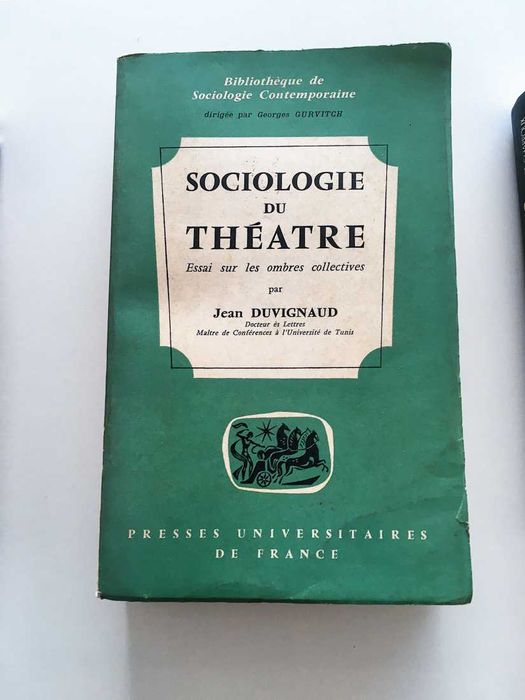 Bibliothèque de
Sociologie Contemporaine
dirigée par Georges GURVITCH
SOCIOLOGIE
DU
THÉATRE
Essai sur les ombres collectives
par
Jean DUVIGNAUD
Docteur ès Lettres
Maître de Conférences à l'Université de Tunis
PRESSES UNIVERSITAIRES
DE FRANCE